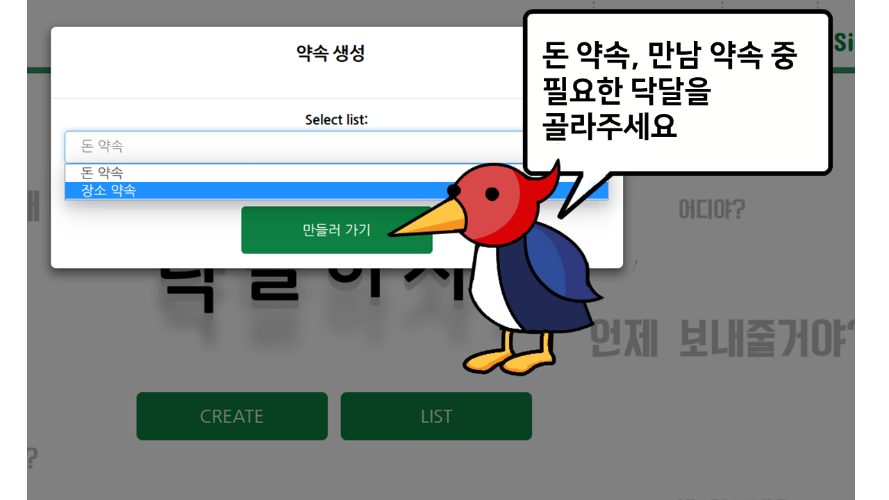 약속 생성
Select list:
돈 약속
돈 약속
장소 약속
만들러 가기
돈 약속, 만남 약속 중
필요한 닥달을
골라주세요
Si
어디야?
닥달하자
언제 보내줄거야?
CREATE
LIST
?